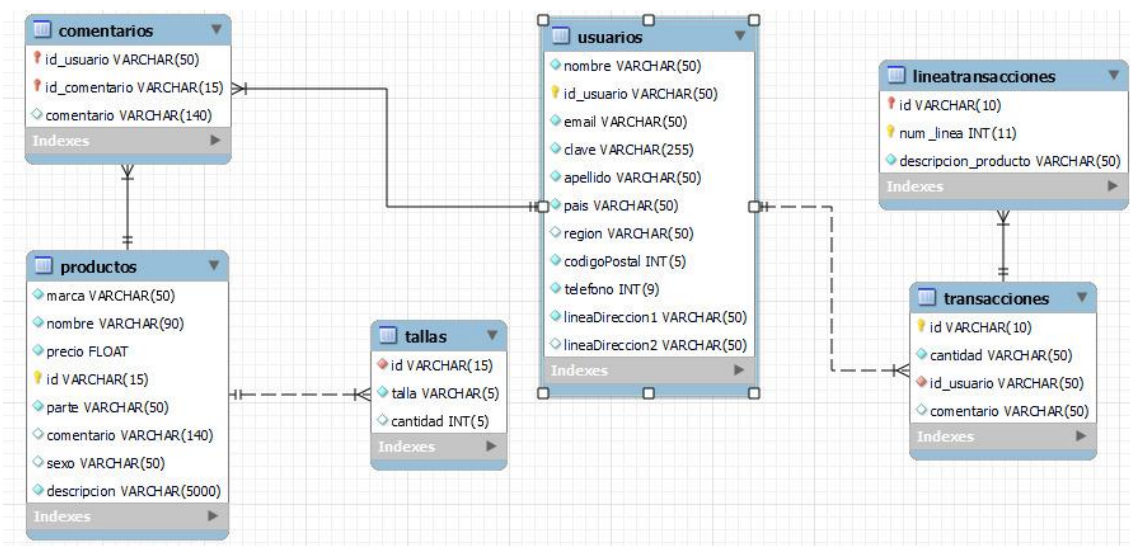 comentarios
id_usuario VARCHAR(50)
id_comentario VARCHAR(15)
comentario VARCHAR(140)
Indexes
productos
marca VARCHAR(50)
nombre VARCHAR(90)
precio FLOAT
id VARCHAR(15)
parte VARCHAR(50)
comentario VARCHAR(140)
sexo VARCHAR(50)
descripcion VARCHAR(5000)
Indexes
tallas
id VARCHAR(15)
talla VARCHAR(5)
cantidad INT(5)
Indexes
usuarios
nombre VARCHAR(50)
id_usuario VARCHAR(50)
email VARCHAR(50)
clave VARCHAR(255)
apellido VARCHAR(50)
pais VARCHAR(50)
region VARCHAR(50)
codigoPostal INT(5)
telefono INT(9)
lineaDireccion1 VARCHAR(50)
lineaDireccion2 VARCHAR(50)
Indexes
lineatransacciones
id VARCHAR(10)
num _linea INT(11)
descripcion_producto VARCHAR(50)
Indexes
transacciones
id VARCHAR(10)
cantidad VARCHAR(50)
id_usuario VARCHAR(50)
comentario VARCHAR(50)
Indexes